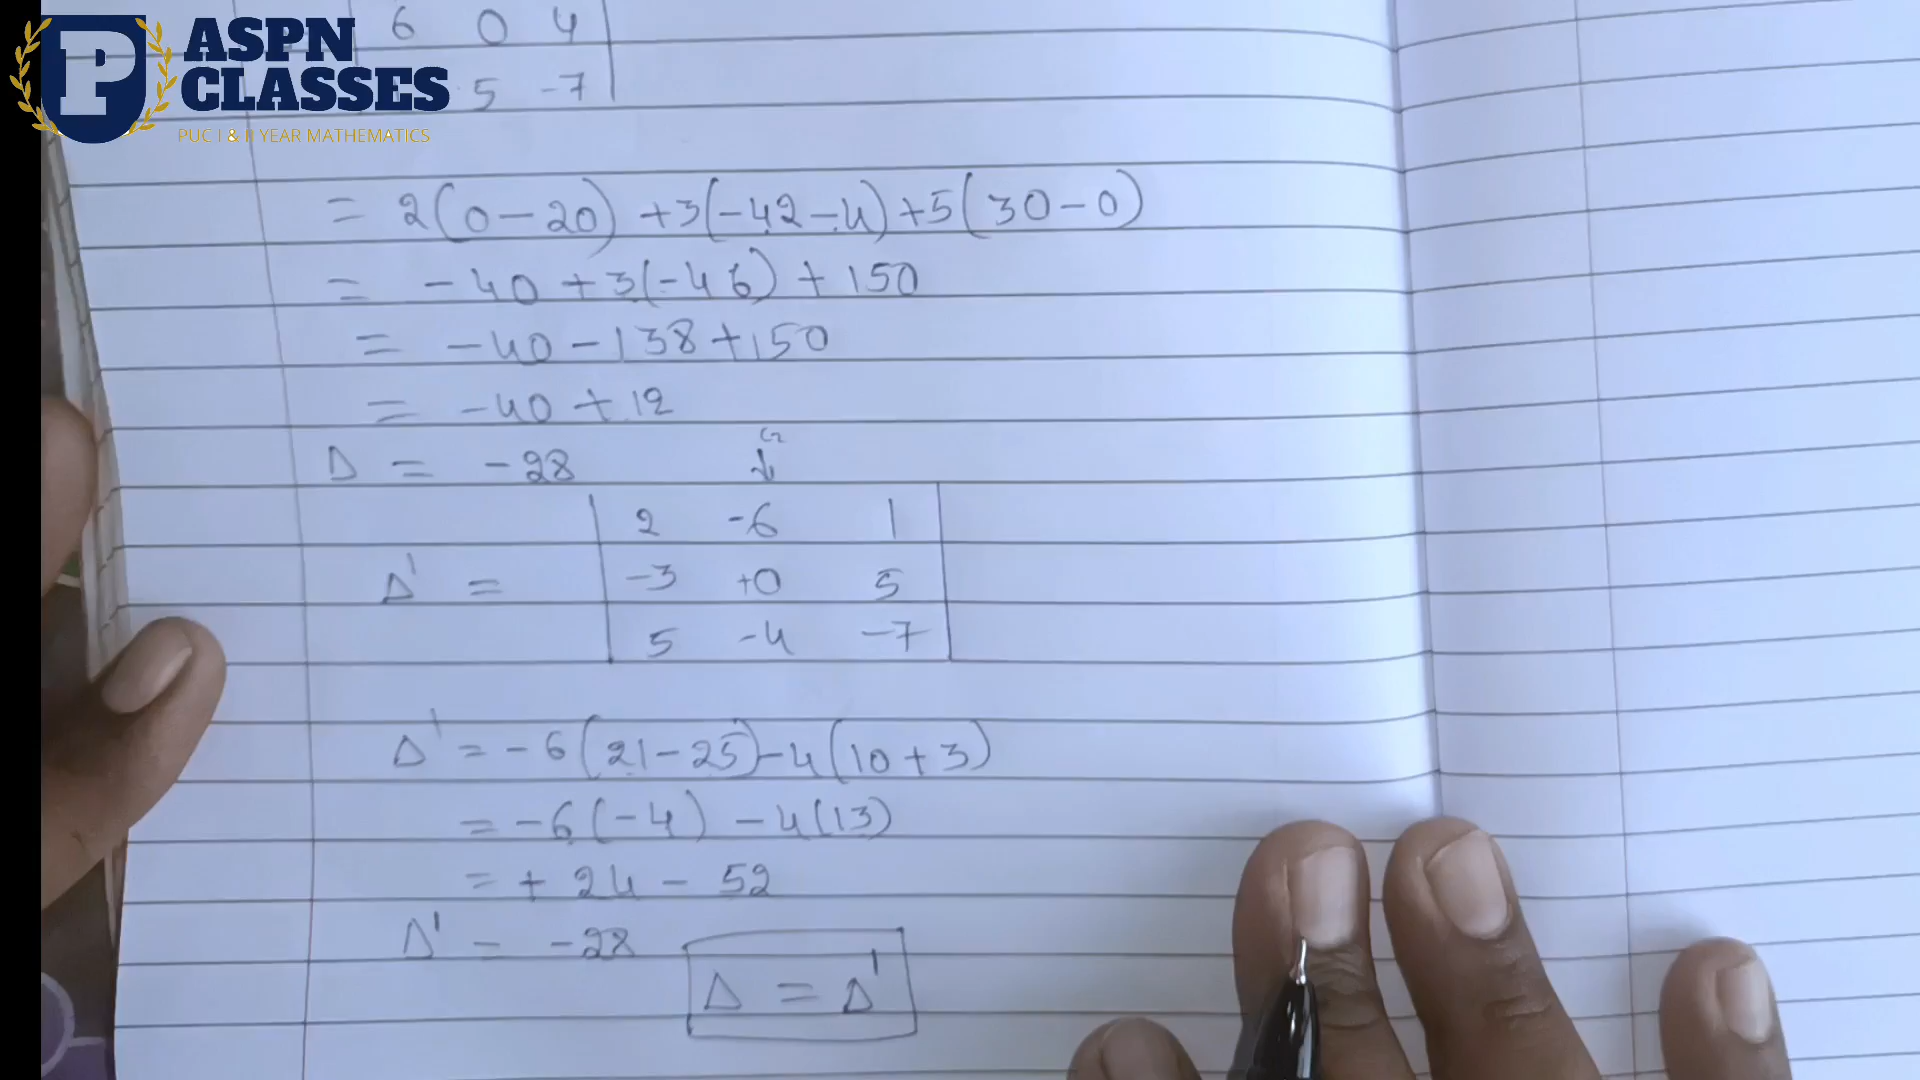 ASPN
CLASSES
PUC I & II YEAR MATHEMATICS
6 0 4
5 -7
= 2(0-20) +3(-42-4)+5(30-0)
= -40 +3(-46) + 150
= -40 - 138 + 150
= -40 + 12
Δ = -28
C2
↓
2 -6 1
Δ' = -3 +0 5
5 -4 -7
Δ' = -6(21-25)-4(10+3)
= -6(-4) - 4(13)
= + 24 - 52
Δ' = -28
Δ = Δ'